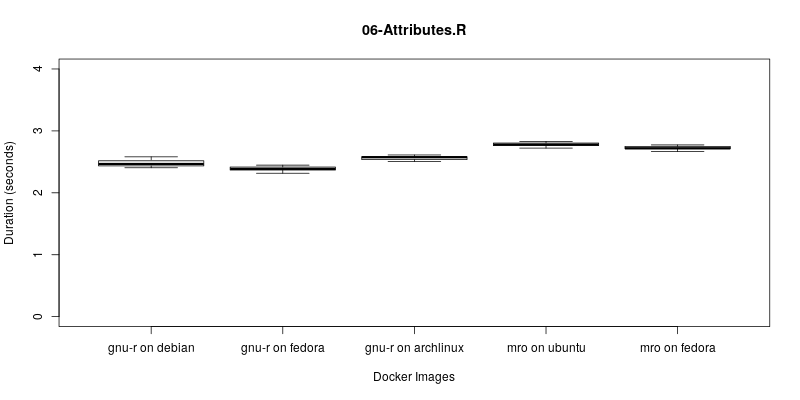 06-Attributes.R
Duration (seconds)
4
3
2
1
0
gnu-r on debian
gnu-r on fedora
gnu-r on archlinux
mro on ubuntu
mro on fedora
Docker Images